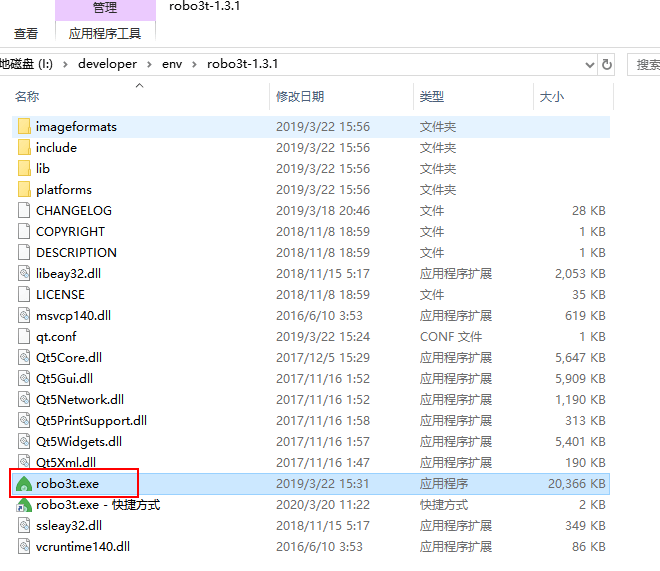 管理 robo3t-1.3.1
查看 应用程序工具
地磁盘 (I:) › developer › env › robo3t-1.3.1 搜索
名称 修改日期 类型 大小
imageformats 2019/3/22 15:56 文件夹
include 2019/3/22 15:56 文件夹
lib 2019/3/22 15:56 文件夹
platforms 2019/3/22 15:56 文件夹
CHANGELOG 2019/3/18 20:46 文件 28 KB
COPYRIGHT 2018/11/8 18:59 文件 1 KB
DESCRIPTION 2018/11/8 18:59 文件 1 KB
libeay32.dll 2018/11/15 5:17 应用程序扩展 2,053 KB
LICENSE 2018/11/8 18:59 文件 35 KB
msvcp140.dll 2016/6/10 3:53 应用程序扩展 619 KB
qt.conf 2019/3/22 15:24 CONF 文件 1 KB
Qt5Core.dll 2017/12/5 15:29 应用程序扩展 5,647 KB
Qt5Gui.dll 2017/11/16 1:52 应用程序扩展 5,909 KB
Qt5Network.dll 2017/11/16 1:52 应用程序扩展 1,190 KB
Qt5PrintSupport.dll 2017/11/16 1:58 应用程序扩展 313 KB
Qt5Widgets.dll 2017/11/16 1:57 应用程序扩展 5,401 KB
Qt5Xml.dll 2017/11/16 1:47 应用程序扩展 190 KB
robo3t.exe 2019/3/22 15:31 应用程序 20,366 KB
robo3t.exe - 快捷方式 2020/3/20 11:22 快捷方式 2 KB
ssleay32.dll 2018/11/15 5:17 应用程序扩展 349 KB
vcruntime140.dll 2016/6/10 3:53 应用程序扩展 86 KB